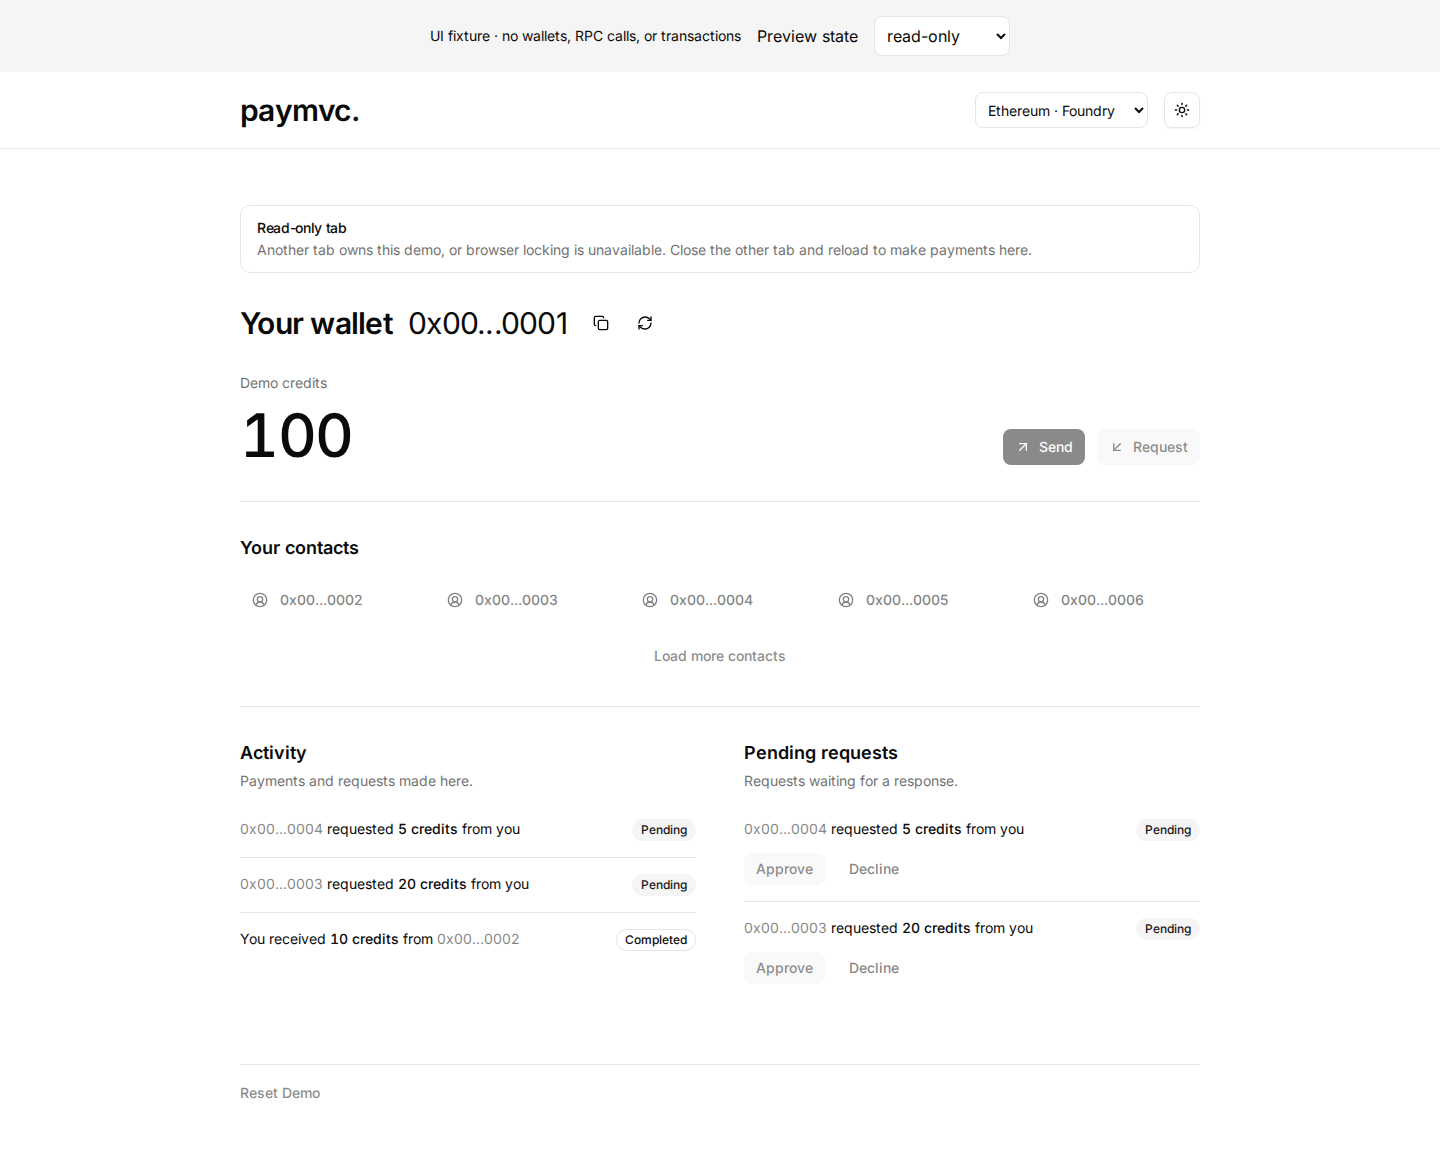 UI fixture · no wallets, RPC calls, or transactions Preview state read-only
paymvc. Ethereum · Foundry
Read-only tab
Another tab owns this demo, or browser locking is unavailable. Close the other tab and reload to make payments here.
Your wallet 0x00...0001
Demo credits
100
Send Request
Your contacts
0x00...0002 0x00...0003 0x00...0004 0x00...0005 0x00...0006
Load more contacts
Activity
Payments and requests made here.
0x00...0004 requested 5 credits from you Pending
0x00...0003 requested 20 credits from you Pending
You received 10 credits from 0x00...0002 Completed
Pending requests
Requests waiting for a response.
0x00...0004 requested 5 credits from you Pending
Approve Decline
0x00...0003 requested 20 credits from you Pending
Approve Decline
Reset Demo